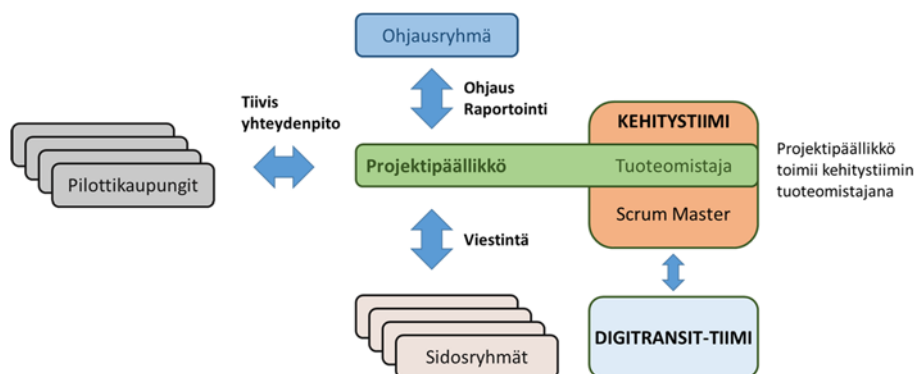 Ohjausryhmä
Tiivis
yhteydenpito
Ohjaus
Raportointi
KEHITYSTIIMI
Pilottikaupungit
Projektipäällikkö
Tuoteomistaja
Projektipäällikkö
toimii kehitystiimin
tuoteomistajana
Scrum Master
Viestintä
Sidosryhmät
DIGITRANSIT-TIIMI